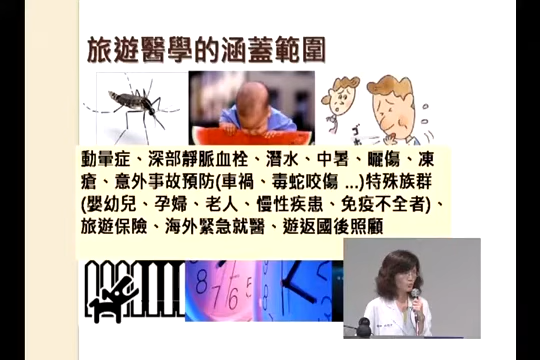 旅遊醫學的涵蓋範圍
動暈症、深部靜脈血栓、潛水、中暑、曬傷、凍
瘡、意外事故預防(車禍、毒蛇咬傷 ...)特殊族群
(嬰幼兒、孕婦、老人、慢性疾患、免疫不全者)、
旅遊保險、海外緊急就醫、遊返國後照顧